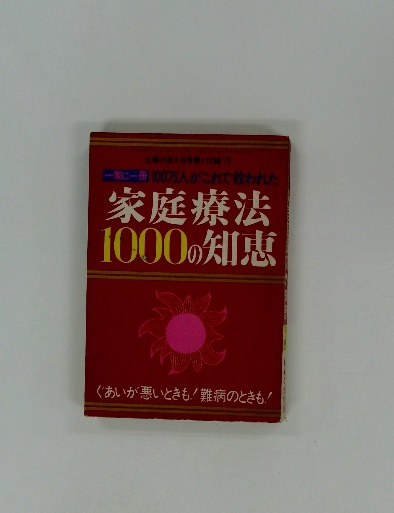 一家に一冊 100万人がこれで救われた
家庭療法
1000の知恵
ぐあいが悪いときも!難病のときも!